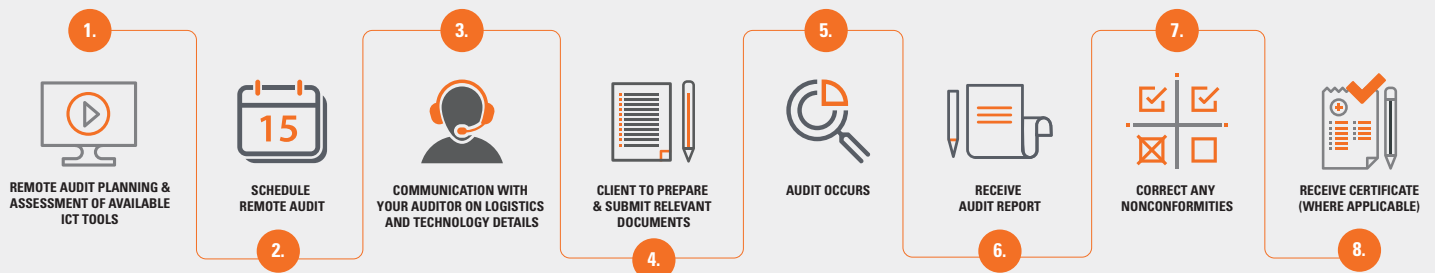 1.
REMOTE AUDIT PLANNING &
ASSESSMENT OF AVAILABLE
ICT TOOLS
15
SCHEDULE
REMOTE AUDIT
2.
3.
COMMUNICATION WITH
YOUR AUDITOR ON LOGISTICS
AND TECHNOLOGY DETAILS
CLIENT TO PREPARE
& SUBMIT RELEVANT
DOCUMENTS
4.
5.
AUDIT OCCURS
RECEIVE
AUDIT REPORT
6.
7.
CORRECT ANY
NONCONFORMITIES
RECEIVE CERTIFICATE
(WHERE APPLICABLE)
8.